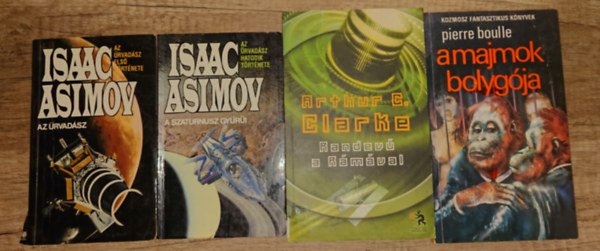 ISAAC
ASIMOV
AZ
ŰRVADÁSZ
ELSŐ
TÖRTÉNETE
AZ ŰRVADÁSZ
ISAAC
ASIMOV
AZ
ŰRVADÁSZ
HATODIK
TÖRTÉNETE
A SZATURNUSZ GYŰRŰI
Arthur C.
Clarke
Randevú
a Rámával
KOZMOSZ FANTASZTIKUS KÖNYVEK
pierre boulle
a majmok
bolygója